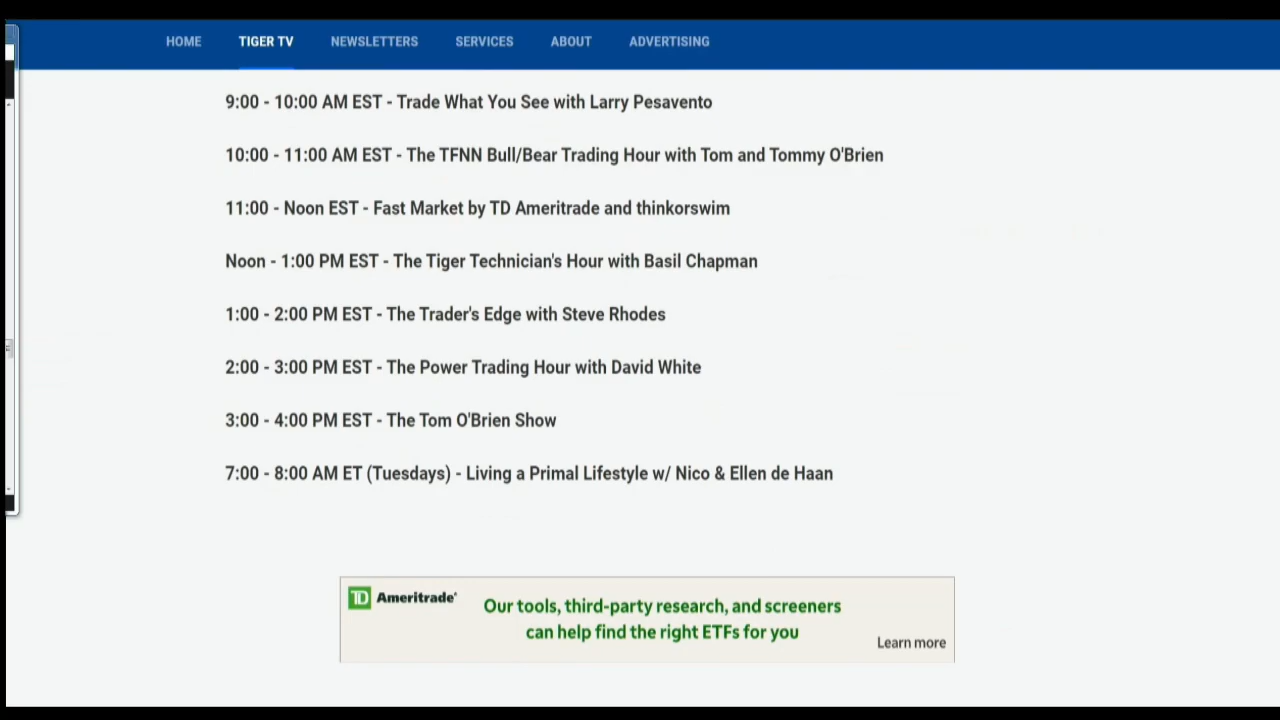 HOME TIGER TV NEWSLETTERS SERVICES ABOUT ADVERTISING
9:00 - 10:00 AM EST - Trade What You See with Larry Pesavento
10:00 - 11:00 AM EST - The TFNN Bull/Bear Trading Hour with Tom and Tommy O'Brien
11:00 - Noon EST - Fast Market by TD Ameritrade and thinkorswim
Noon - 1:00 PM EST - The Tiger Technician's Hour with Basil Chapman
1:00 - 2:00 PM EST - The Trader's Edge with Steve Rhodes
2:00 - 3:00 PM EST - The Power Trading Hour with David White
3:00 - 4:00 PM EST - The Tom O'Brien Show
7:00 - 8:00 AM ET (Tuesdays) - Living a Primal Lifestyle w/ Nico & Ellen de Haan
TD Ameritrade
Our tools, third-party research, and screeners
can help find the right ETFs for you
Learn more